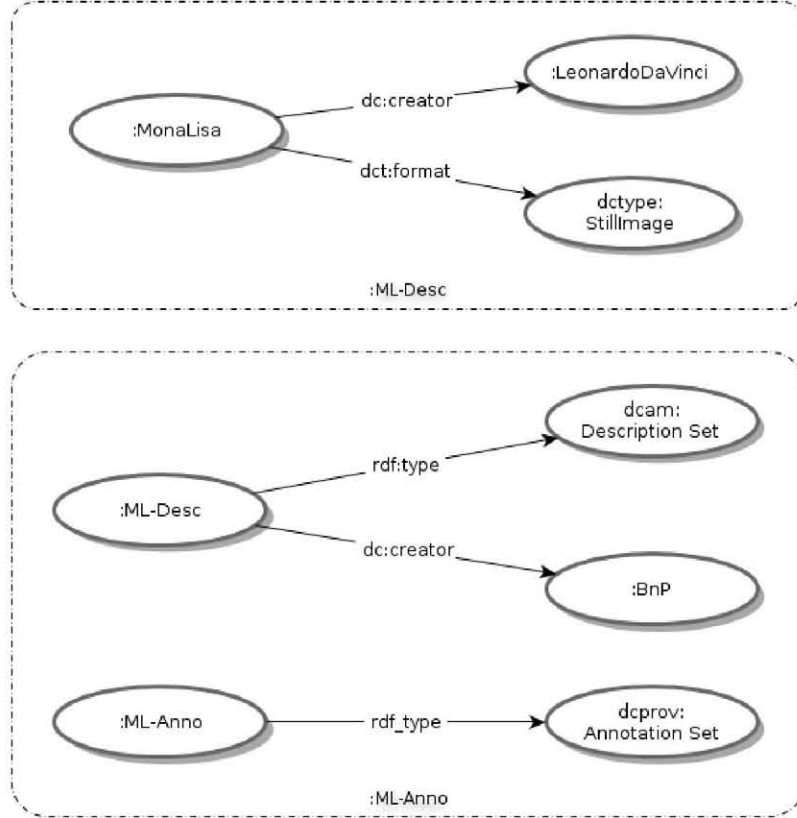 :MonaLisa
dc:creator
:LeonardoDaVinci
dct:format
dctype:
StillImage
:ML-Desc
:ML-Desc
rdf:type
dcam:
Description Set
dc:creator
:BnP
:ML-Anno
rdf_type
dcprov:
Annotation Set
:ML-Anno